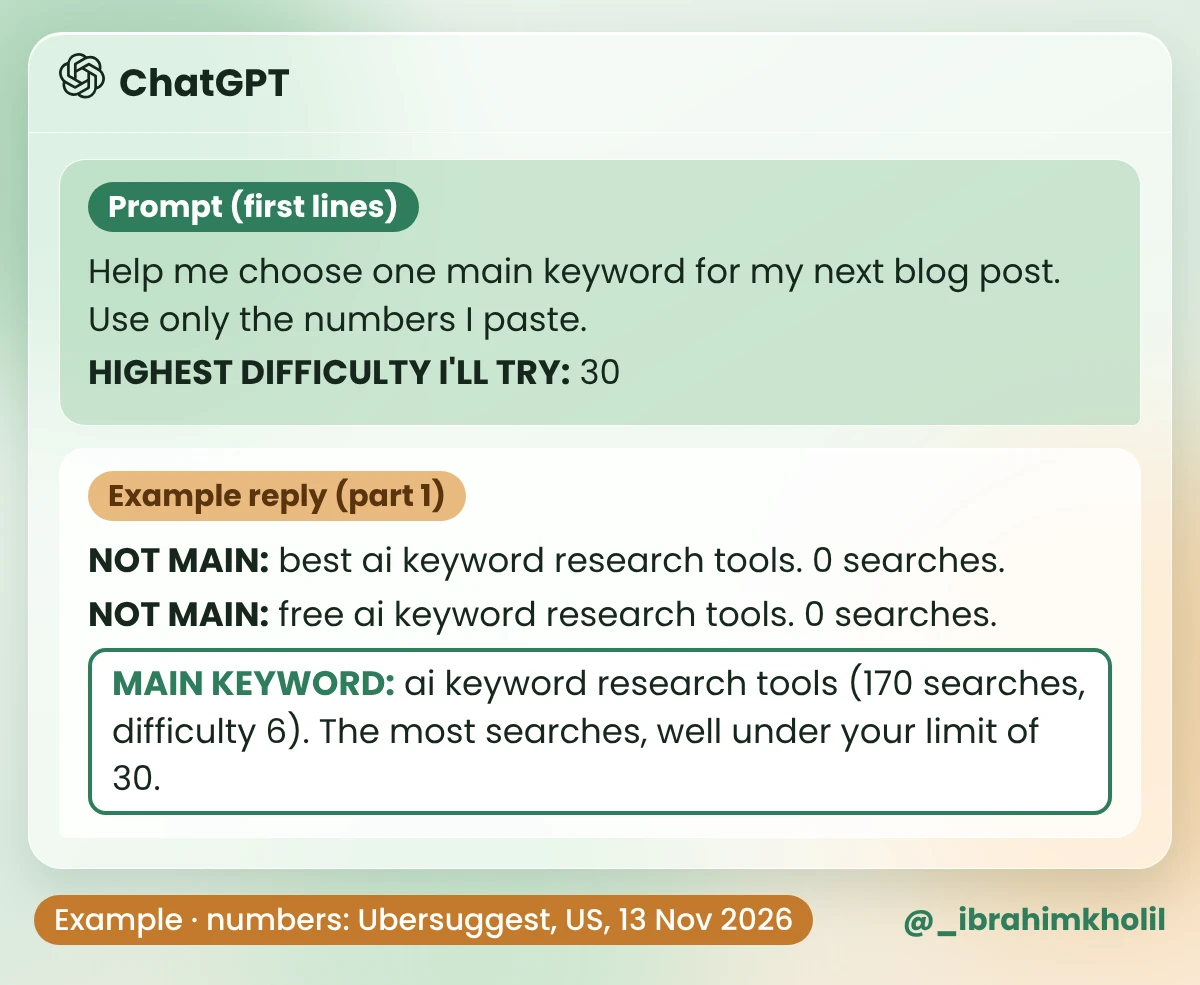 ChatGPT
Prompt (first lines)
Help me choose one main keyword for my next blog post.
Use only the numbers I paste.
HIGHEST DIFFICULTY I'LL TRY: 30
Example reply (part 1)
NOT MAIN: best ai keyword research tools. 0 searches.
NOT MAIN: free ai keyword research tools. 0 searches.
MAIN KEYWORD: ai keyword research tools (170 searches,
difficulty 6). The most searches, well under your limit of
30.
Example · numbers: Ubersuggest, US, 13 Nov 2026
@_ibrahimkholil